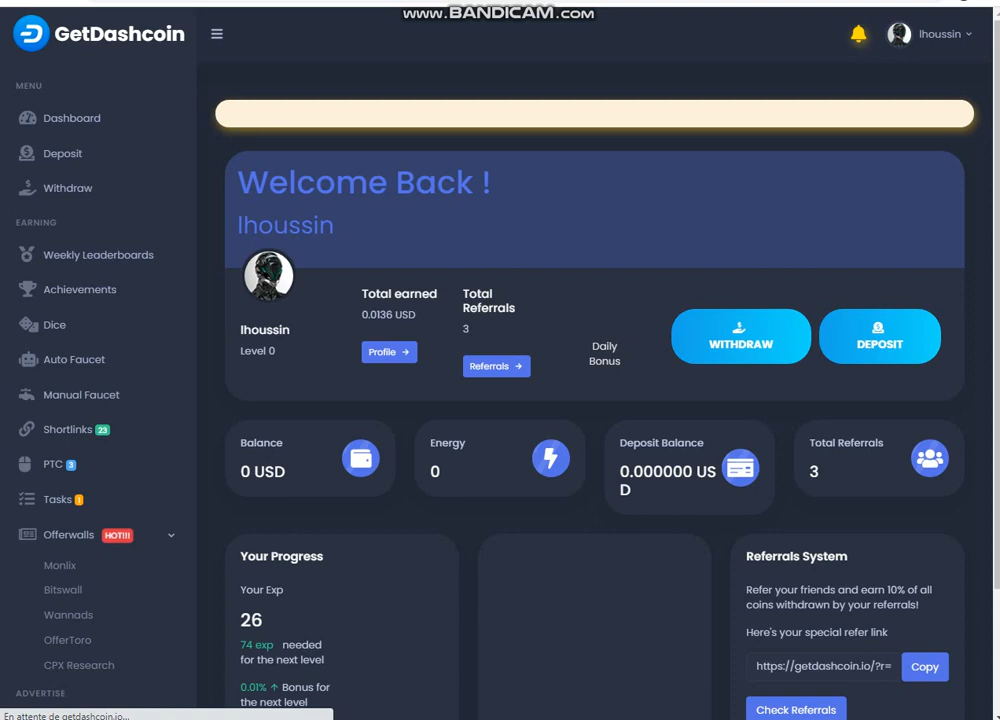 www.BANDICAM.com
GetDashcoin
lhoussin
MENU
Dashboard
Deposit
Withdraw
EARNING
Weekly Leaderboards
Achievements
Dice
Auto Faucet
Manual Faucet
Shortlinks 23
PTC 3
Tasks 1
Offerwalls HOT!!!
Monlix
Bitswall
Wannads
OfferToro
CPX Research
ADVERTISE
En attente de getdashcoin.io...
Welcome Back !
lhoussin
lhoussin
Level 0
Total earned
0.0136 USD
Profile →
Total
Referrals
3
Referrals →
Daily
Bonus
WITHDRAW
DEPOSIT
Balance
0 USD
Energy
0
Deposit Balance
0.000000 US
D
Total Referrals
3
Your Progress
Your Exp
26
74 exp needed
for the next level
0.01% ↑ Bonus for
the next level
Referrals System
Refer your friends and earn 10% of all
coins withdrawn by your referrals!
Here's your special refer link
https://getdashcoin.io/?r=
Copy
Check Referrals